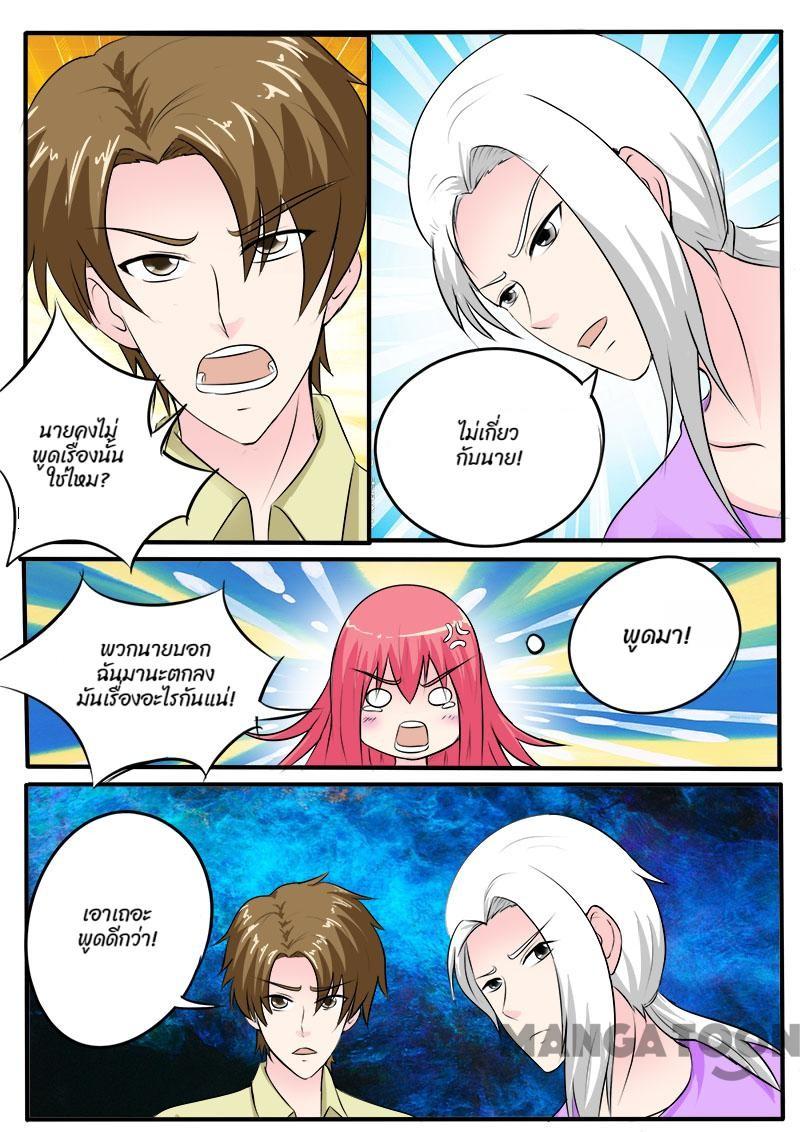 นายคงไม่
พูดเรื่องนั้น
ใช่ไหม?
ไม่เกี่ยว
กับนาย!
พวกนายบอก
ฉันมานะตกลง
มันเรื่องอะไรกันแน่!
พูดมา!
เอาเถอะ
พูดดีกว่า!
MANGATOON